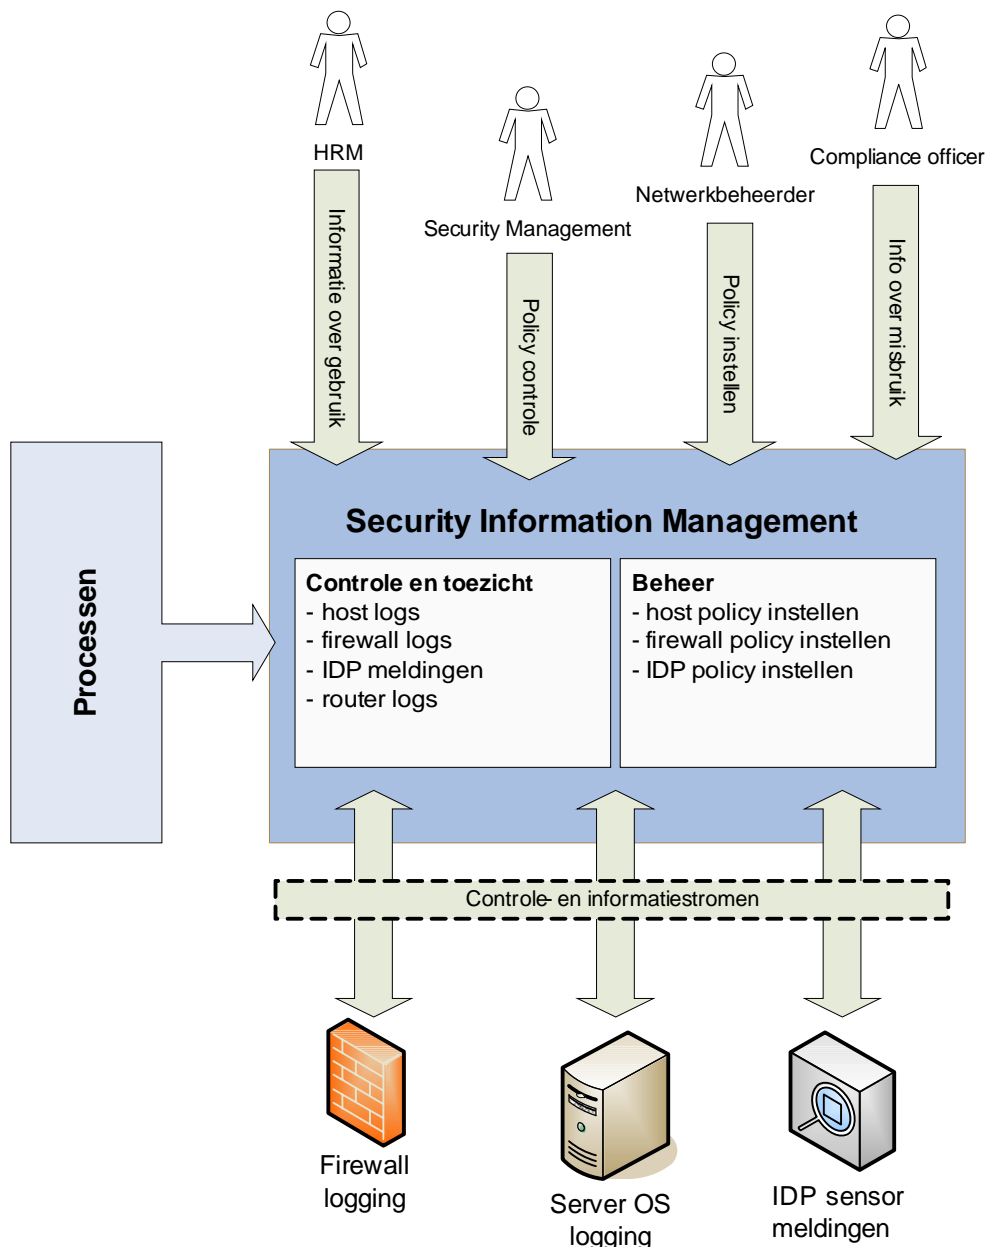 HRM
Security Management
Netwerkbeheerder
Compliance officer
Informatie over gebruik
Policy controle
Policy instellen
Info over misbruik
Processen
Security Information Management
Controle en toezicht
- host logs
- firewall logs
- IDP meldingen
- router logs
Beheer
- host policy instellen
- firewall policy instellen
- IDP policy instellen
Controle- en informatiestromen
Firewall
logging
Server OS
logging
IDP sensor
meldingen